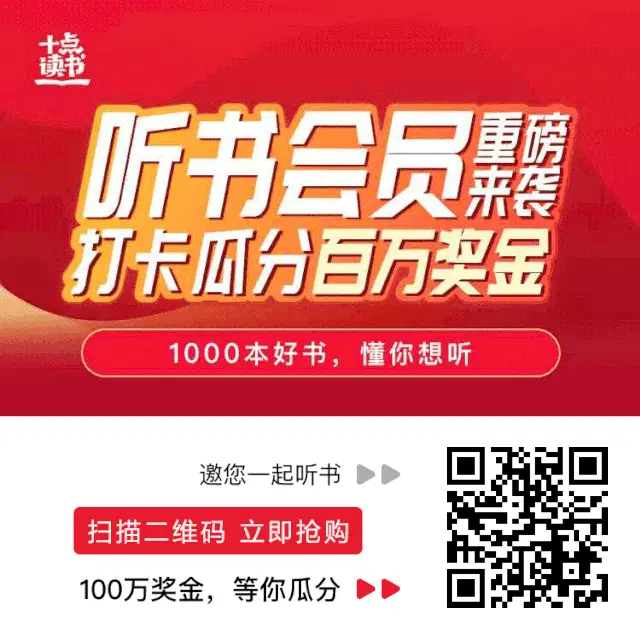 十点
读书
听书会员重磅来袭
打卡瓜分百万奖金
1000本好书，懂你想听
邀您一起听书
扫描二维码 立即抢购
100万奖金，等你瓜分